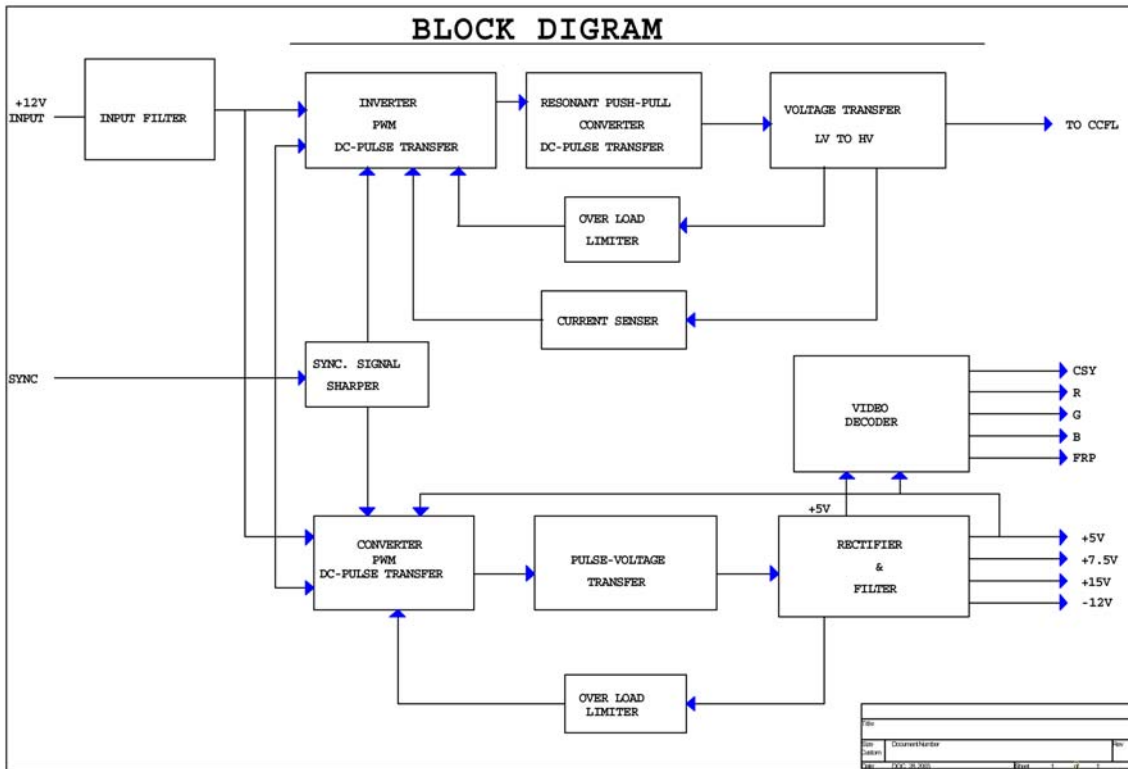 BLOCK DIGRAM
+12V
INPUT
INPUT FILTER
INVERTER
PWM
DC-PULSE TRANSFER
RESONANT PUSH-PULL
CONVERTER
DC-PULSE TRANSFER
VOLTAGE TRANSFER
LV TO HV
TO CCFL
OVER LOAD
LIMITER
CURRENT SENSER
SYNC
SYNC. SIGNAL
SHARPER
VIDEO
DECODER
CSY
R
G
B
FRP
+5V
CONVERTER
PWM
DC-PULSE TRANSFER
PULSE-VOLTAGE
TRANSFER
RECTIFIER
&
FILTER
+5V
+7.5V
+15V
-12V
OVER LOAD
LIMITER
Title
Size
Custom
Document Number
Rev
Date:
Sheet 1 of 1